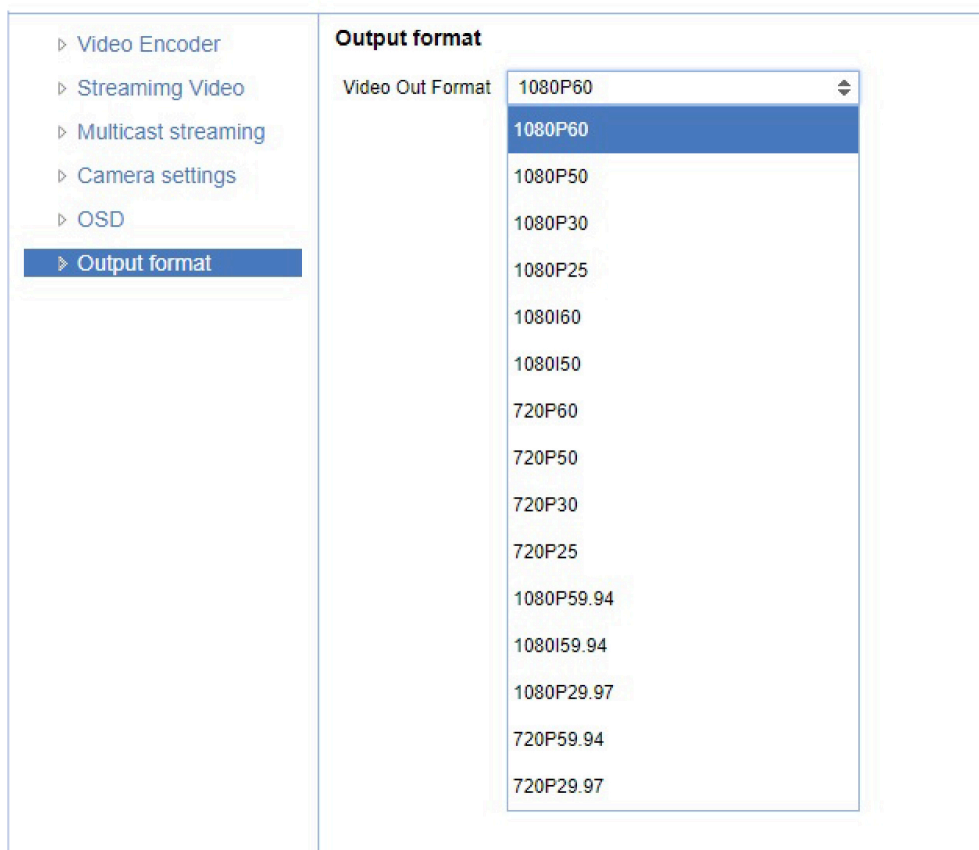 Video Encoder
Streamimg Video
Multicast streaming
Camera settings
OSD
Output format
Output format
Video Out Format 1080P60
1080P60
1080P50
1080P30
1080P25
1080I60
1080I50
720P60
720P50
720P30
720P25
1080P59.94
1080I59.94
1080P29.97
720P59.94
720P29.97